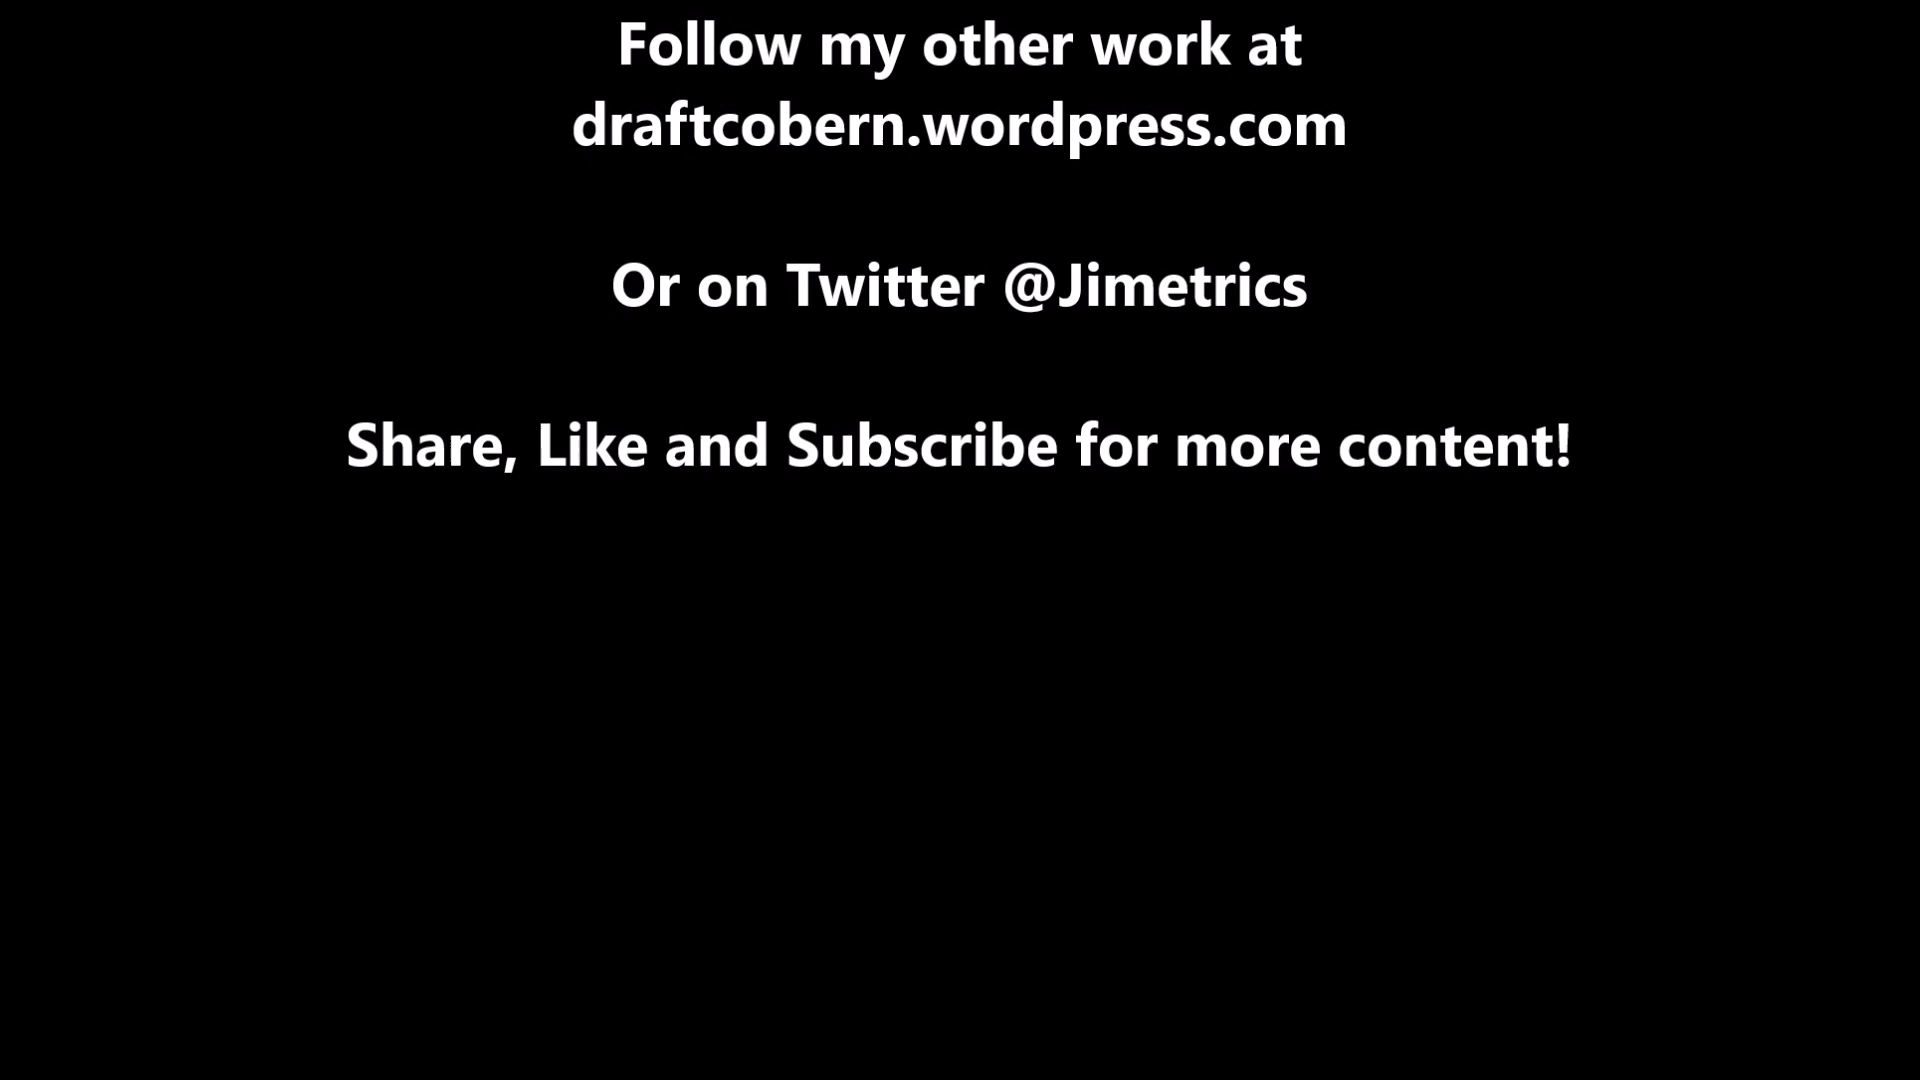 Follow my other work at
draftcobern.wordpress.com
Or on Twitter @Jimetrics
Share, Like and Subscribe for more content!